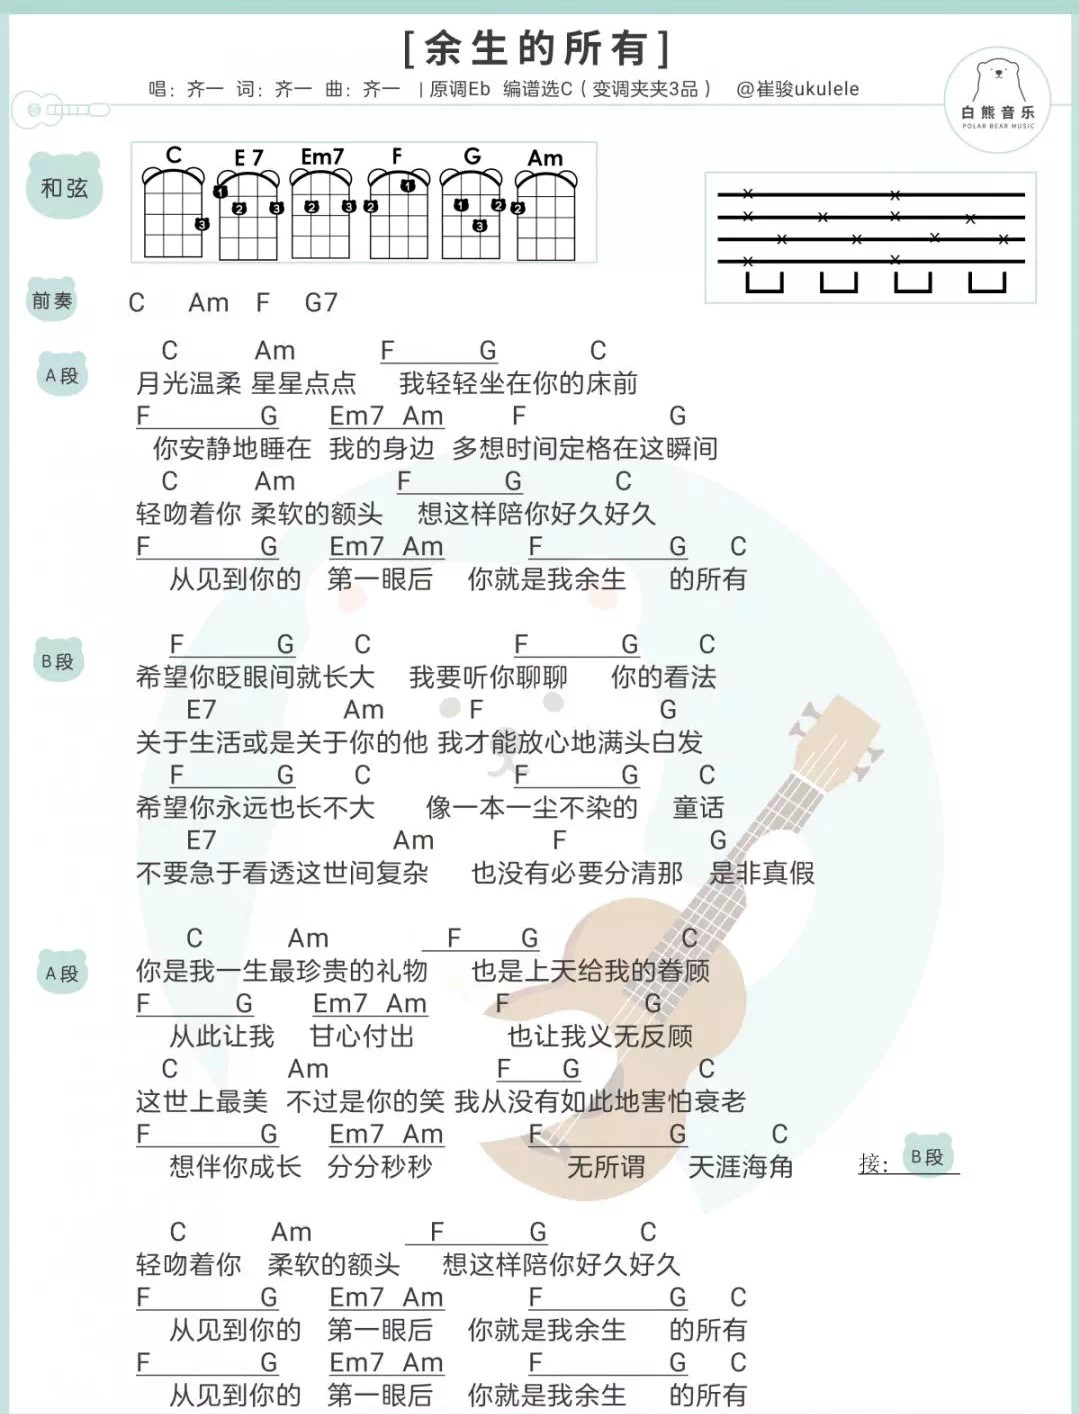 [余生的所有]
唱：齐一 词：齐一 曲：齐一 | 原调Eb 编谱选C（变调夹夹3品） @崔骏ukulele
白熊音乐
POLAR BEAR MUSIC
和弦
C E7 Em7 F G Am
1 2 3
前奏 C Am F G7
A段
C Am F G C
月光温柔 星星点点 我轻轻坐在你的床前
F G Em7 Am F G
你安静地睡在 我的身边 多想时间定格在这瞬间
C Am F G C
轻吻着你 柔软的额头 想这样陪你好久好久
F G Em7 Am F G C
从见到你的 第一眼后 你就是我余生 的所有
B段
F G C F G C
希望你眨眼间就长大 我要听你聊聊 你的看法
E7 Am F G
关于生活或是关于你的他 我才能放心地满头白发
F G C F G C
希望你永远也长不大 像一本一尘不染的 童话
E7 Am F G
不要急于看透这世间复杂 也没有必要分清那 是非真假
A段
C Am F G C
你是我一生最珍贵的礼物 也是上天给我的眷顾
F G Em7 Am F G
从此让我 甘心付出 也让我义无反顾
C Am F G C
这世上最美 不过是你的笑 我从没有如此地害怕衰老
F G Em7 Am F G C
想伴你成长 分分秒秒 无所谓 天涯海角 接：B段
C Am F G C
轻吻着你 柔软的额头 想这样陪你好久好久
F G Em7 Am F G C
从见到你的 第一眼后 你就是我余生 的所有
F G Em7 Am F G C
从见到你的 第一眼后 你就是我余生 的所有